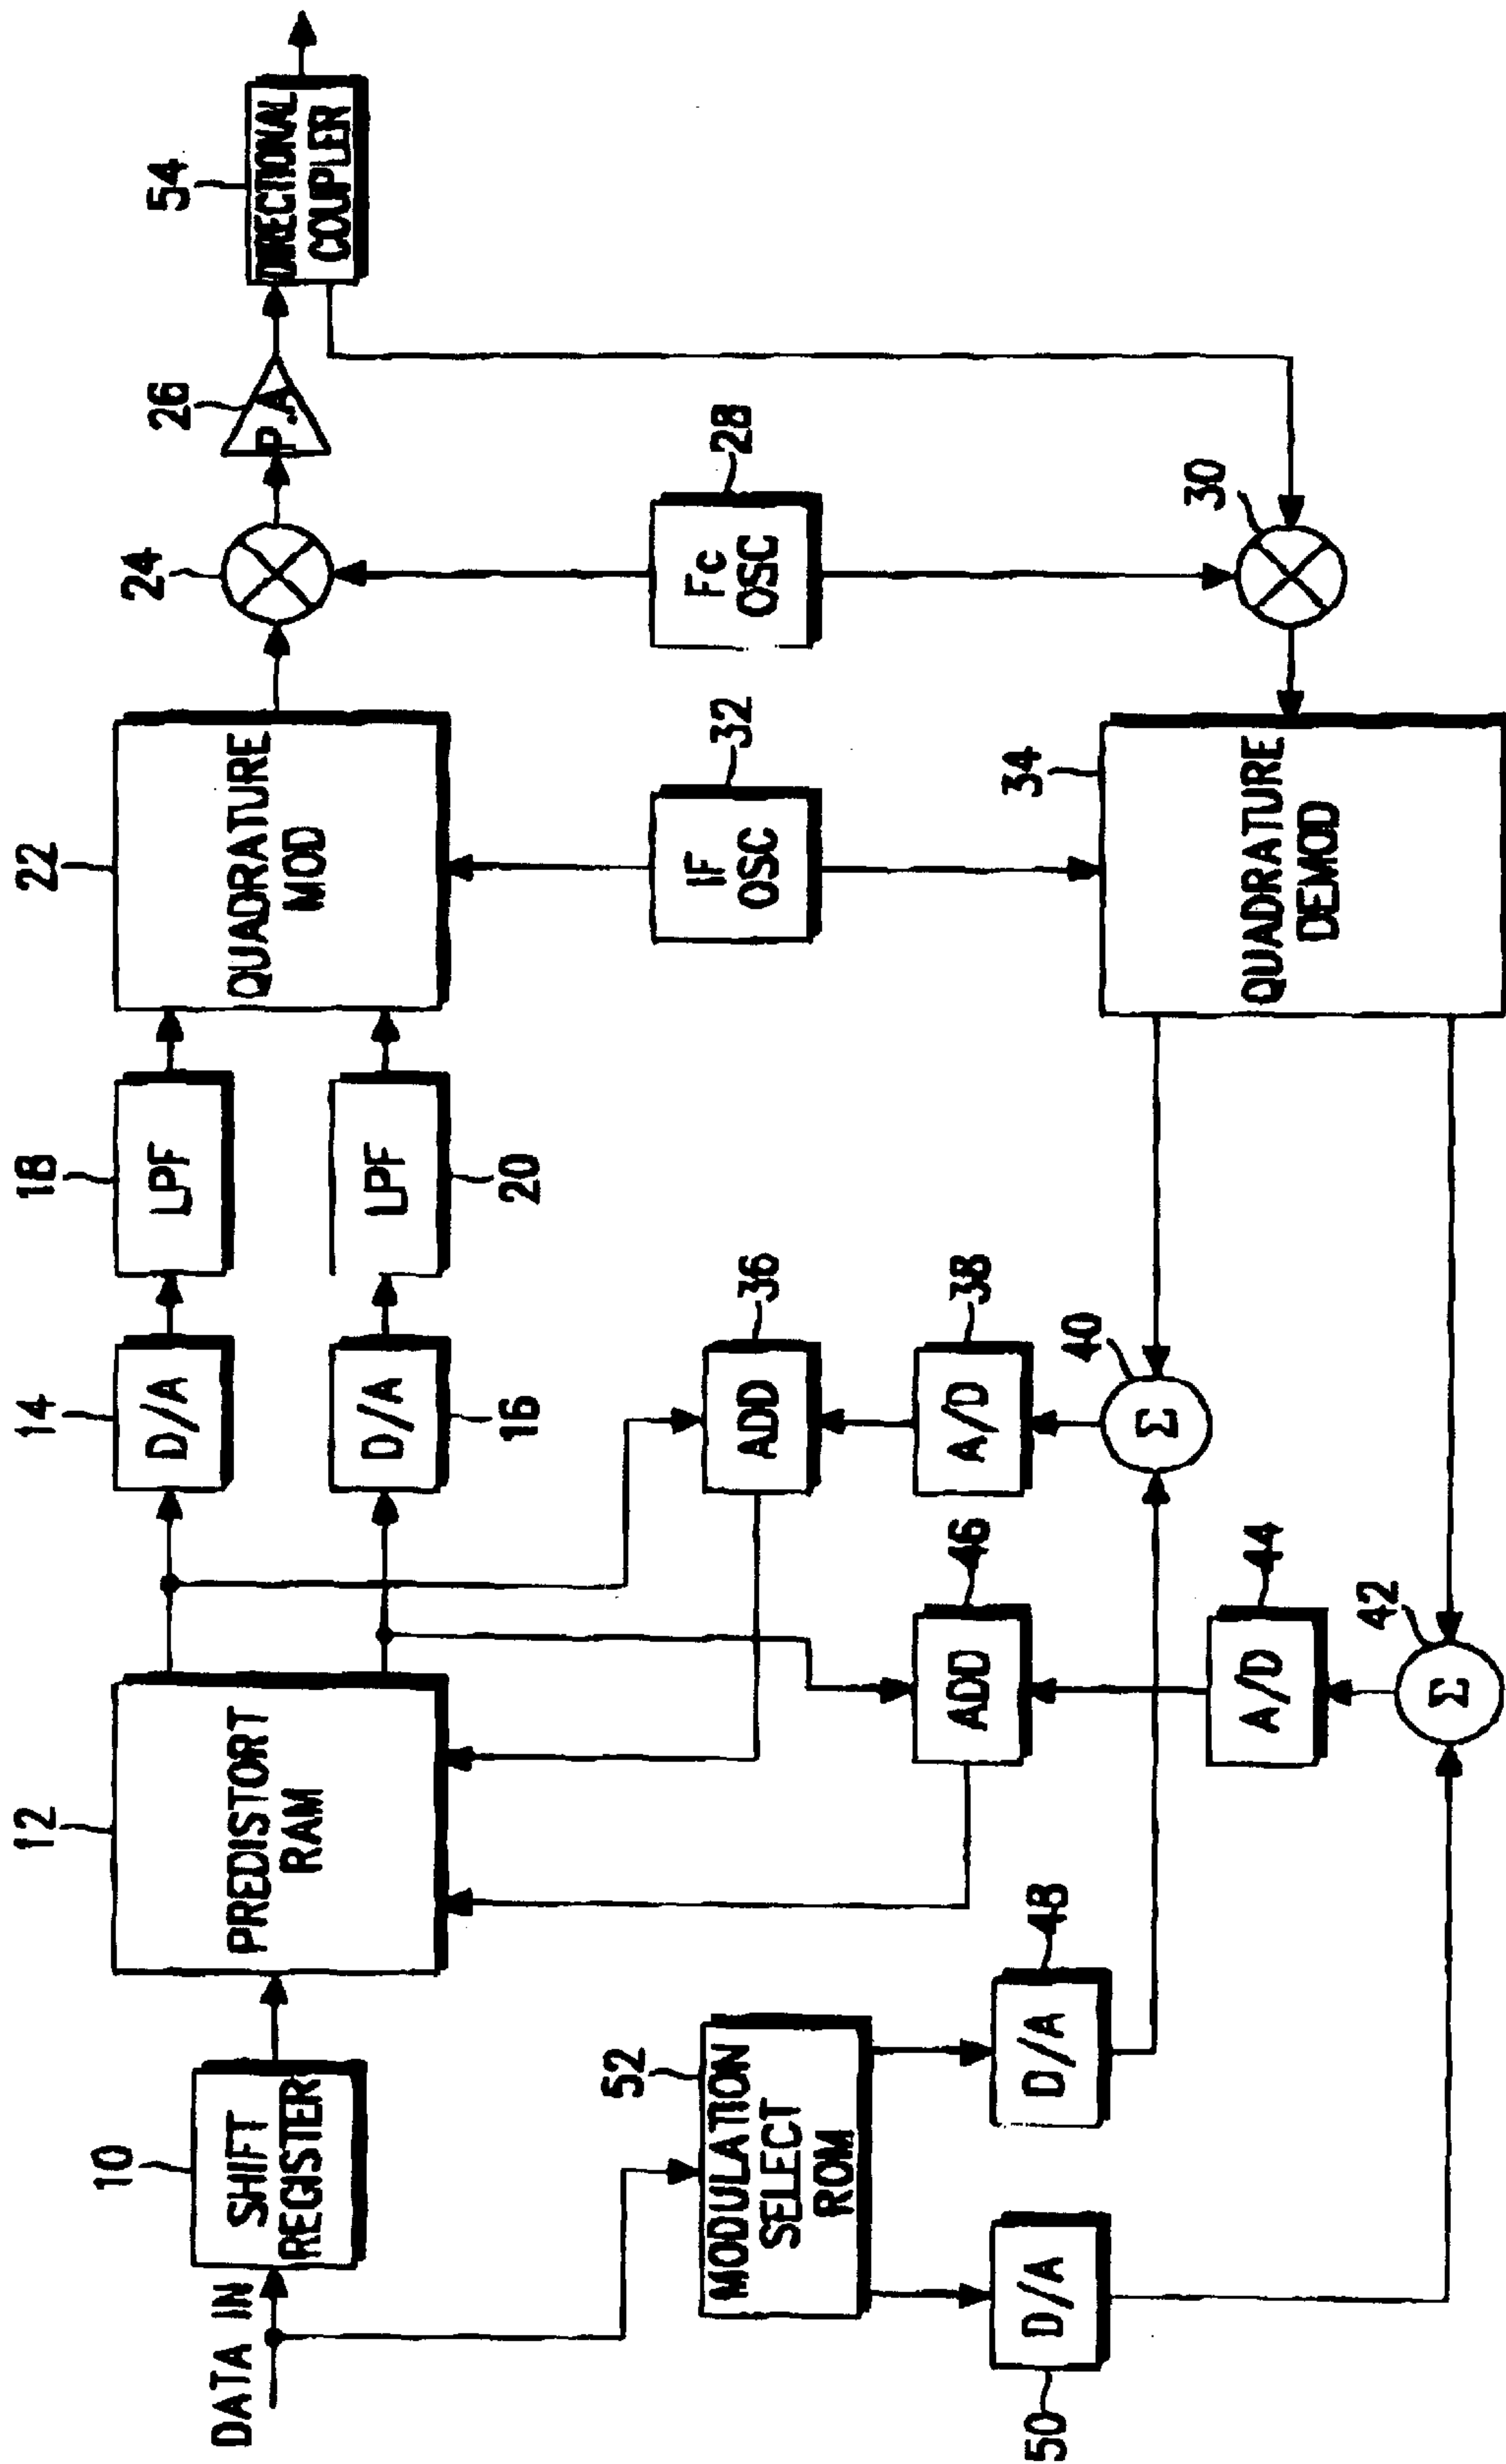 DATA IN
10
SHIFT
REGISTER
12
PREDISTORT
RAM
14
D/A
16
D/A
18
LPF
20
LPF
22
QUADRATURE
MOD
24
26
P.A
54
DIRECTIONAL
COUPLER
28
Fc
OSC
32
IF
OSC
30
34
QUADRATURE
DEMOD
36
ADD
38
A/D
40
Σ
46
ADD
44
A/D
42
Σ
52
MODULATION
SELECT
ROM
48
D/A
50
D/A